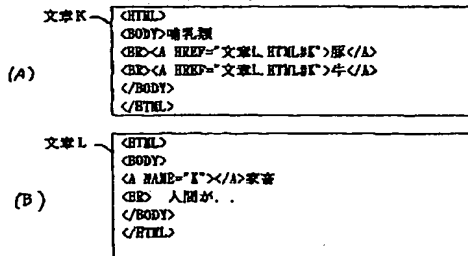 文章K
(A)
<HTML>
<BODY>哺乳類
<BR><A HREF="文章L.HTML#K">豚</A>
<BR><A HREF="文章L.HTML#K">牛</A>
</BODY>
</HTML>
文章L
(B)
<HTML>
<BODY>
<A NAME="K"></A>家畜
<BR> 人間が..
</BODY>
</HTML>